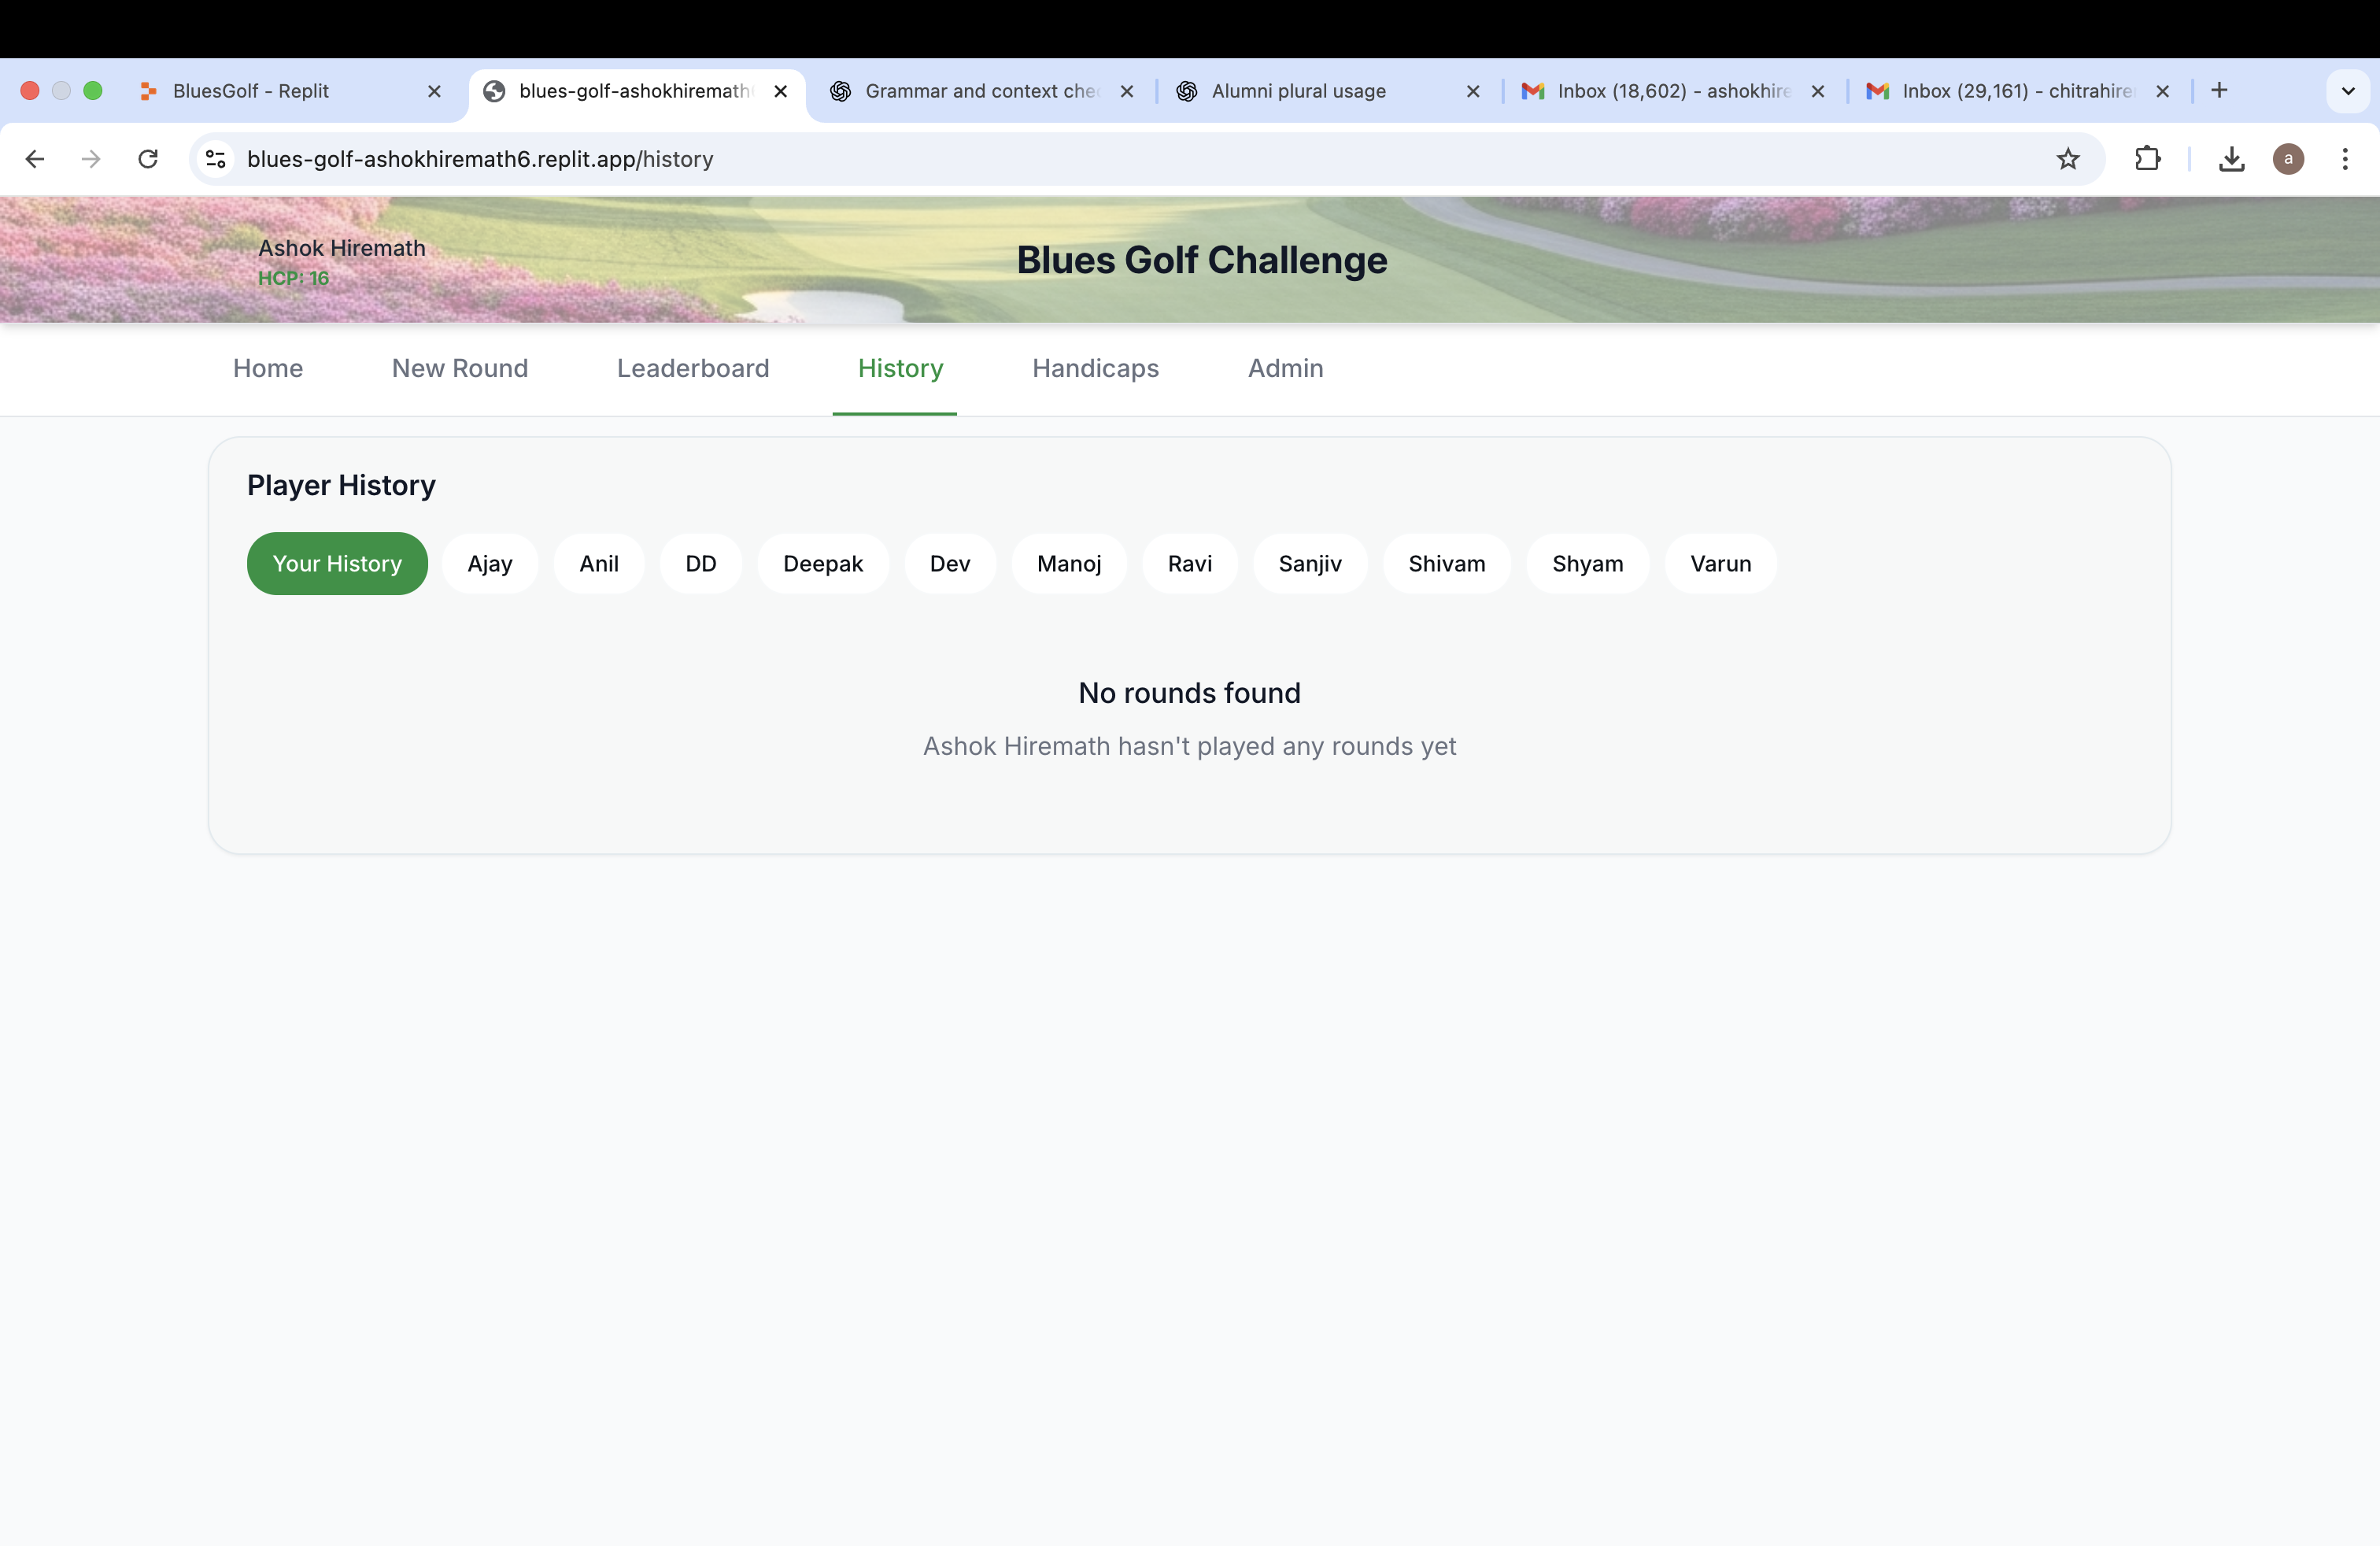 BluesGolf - Replit
blues-golf-ashokhiremath
Grammar and context chec
Alumni plural usage
Inbox (18,602) - ashokhire
Inbox (29,161) - chitrahire
blues-golf-ashokhiremath6.replit.app/history
a
Ashok Hiremath
HCP: 16
Blues Golf Challenge
Home New Round Leaderboard History Handicaps Admin
Player History
Your History Ajay Anil DD Deepak Dev Manoj Ravi Sanjiv Shivam Shyam Varun
No rounds found
Ashok Hiremath hasn't played any rounds yet